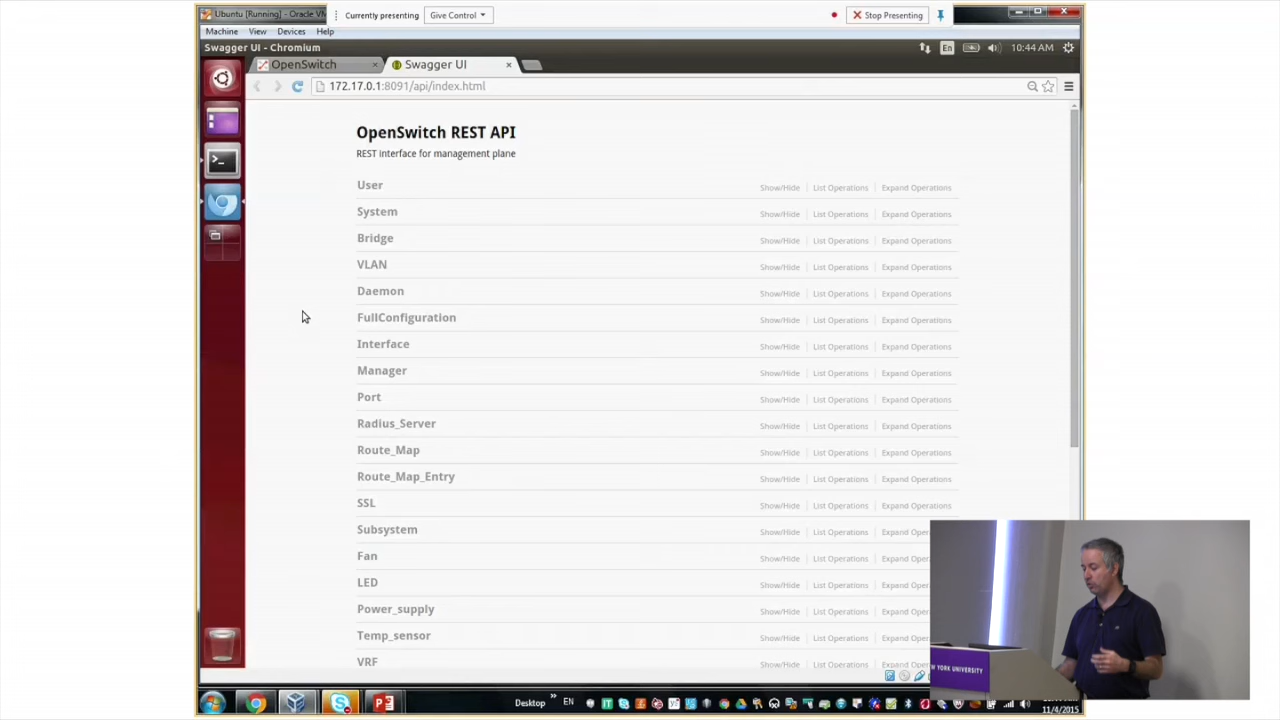 Ubuntu [Running] - Oracle VM
Currently presenting
Give Control
Stop Presenting
Machine View Devices Help
Swagger UI - Chromium
En
10:44 AM
OpenSwitch
Swagger UI
172.17.0.1:8091/api/index.html
OpenSwitch REST API
REST interface for management plane
User Show/Hide List Operations Expand Operations
System Show/Hide List Operations Expand Operations
Bridge Show/Hide List Operations Expand Operations
VLAN Show/Hide List Operations Expand Operations
Daemon Show/Hide List Operations Expand Operations
FullConfiguration Show/Hide List Operations Expand Operations
Interface Show/Hide List Operations Expand Operations
Manager Show/Hide List Operations Expand Operations
Port Show/Hide List Operations Expand Operations
Radius_Server Show/Hide List Operations Expand Operations
Route_Map Show/Hide List Operations Expand Operations
Route_Map_Entry Show/Hide List Operations Expand Operations
SSL Show/Hide List Operations Expand Operations
Subsystem Show/Hide List Operations
Fan Show/Hide List Operations
LED Show/Hide List Operations
Power_supply Show/Hide List Operations
Temp_sensor Show/Hide List Operations
VRF Show/Hide List Operations
YORK UNIVERSITY
Desktop
EN
11/4/2015